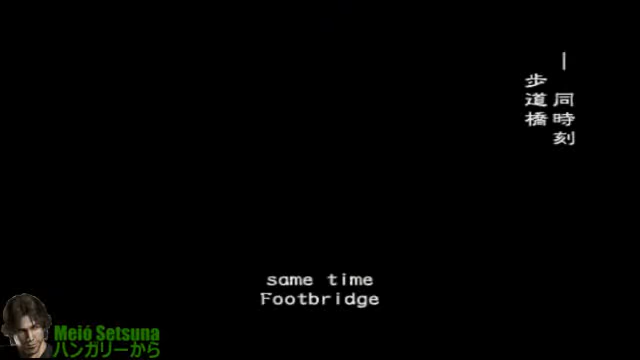 ―同時刻
歩道橋
same time
Footbridge
Meió Setsuna
ハンガリーから